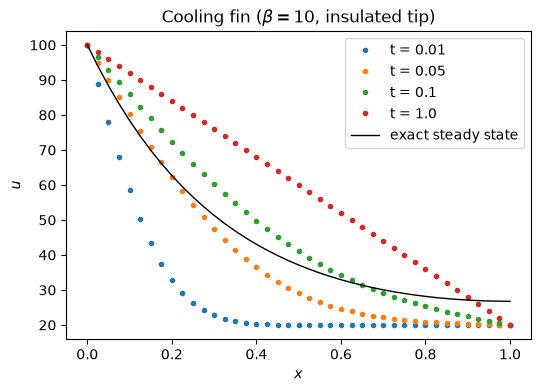 Cooling fin (β = 10, insulated tip)
100
90
80
70
60
50
40
30
20
u
0.0
0.2
0.4
0.6
0.8
1.0
x
t = 0.01
t = 0.05
t = 0.1
t = 1.0
exact steady state